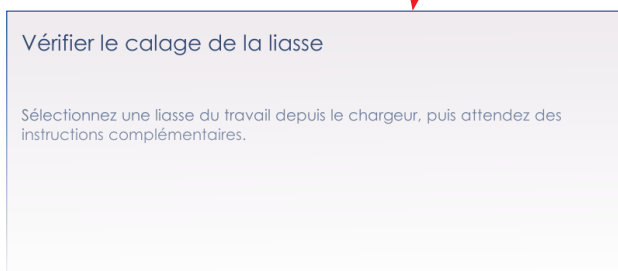 Vérifier le calage de la liasse
Sélectionnez une liasse du travail depuis le chargeur, puis attendez des
instructions complémentaires.